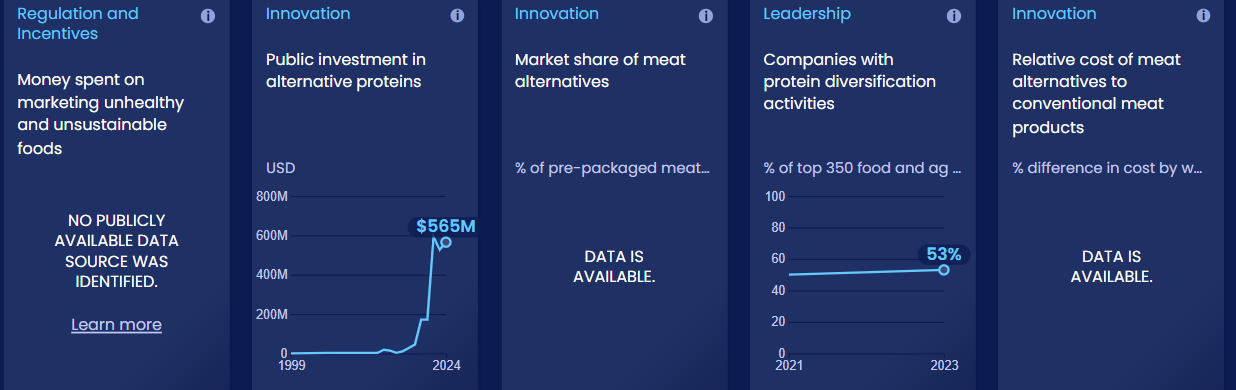 Regulation and
Incentives
Money spent on
marketing unhealthy
and unsustainable
foods
NO PUBLICLY
AVAILABLE DATA
SOURCE WAS
IDENTIFIED.
Learn more
Innovation
Public investment in
alternative proteins
USD
800M
600M
400M
200M
0
$565M
1999
2024
Innovation
Market share of meat
alternatives
% of pre-packaged meat...
DATA IS
AVAILABLE.
Leadership
Companies with
protein diversification
activities
% of top 350 food and ag ...
100
80
60
40
20
0
53%
2021
2023
Innovation
Relative cost of meat
alternatives to
conventional meat
products
% difference in cost by w...
DATA IS
AVAILABLE.